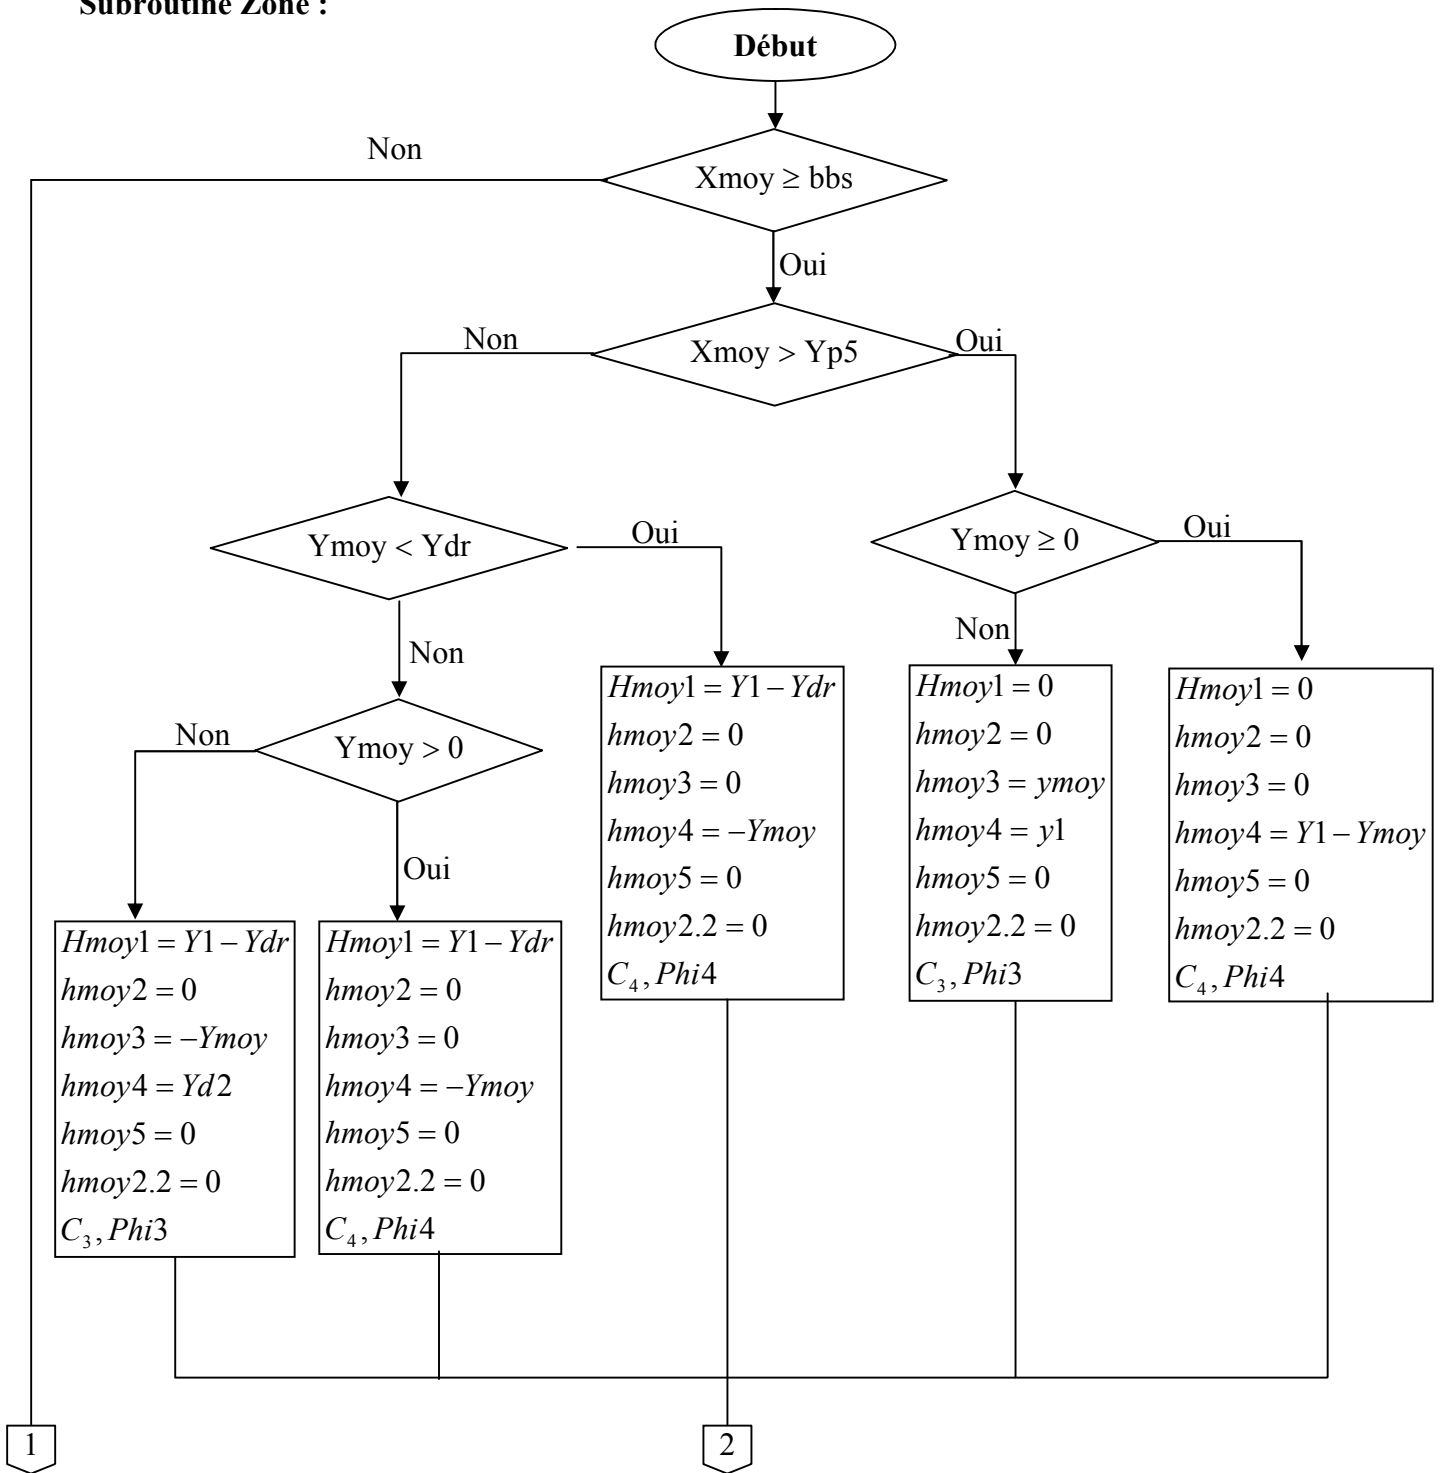 Subroutine Zone :
Début
Non
Xmoy ≥ bbs
Oui
Non
Xmoy > Yp5
Oui
Ymoy < Ydr
Oui
Ymoy ≥ 0
Oui
Non
Non
Non
Ymoy > 0
Oui
Hmoy1 = Y1 − Ydr
hmoy2 = 0
hmoy3 = 0
hmoy4 = −Ymoy
hmoy5 = 0
hmoy2.2 = 0
C₄, Phi4
Hmoy1 = 0
hmoy2 = 0
hmoy3 = ymoy
hmoy4 = y1
hmoy5 = 0
hmoy2.2 = 0
C₃, Phi3
Hmoy1 = 0
hmoy2 = 0
hmoy3 = 0
hmoy4 = Y1 − Ymoy
hmoy5 = 0
hmoy2.2 = 0
C₄, Phi4
Hmoy1 = Y1 − Ydr
hmoy2 = 0
hmoy3 = −Ymoy
hmoy4 = Yd2
hmoy5 = 0
hmoy2.2 = 0
C₃, Phi3
Hmoy1 = Y1 − Ydr
hmoy2 = 0
hmoy3 = 0
hmoy4 = −Ymoy
hmoy5 = 0
hmoy2.2 = 0
C₄, Phi4
1
2